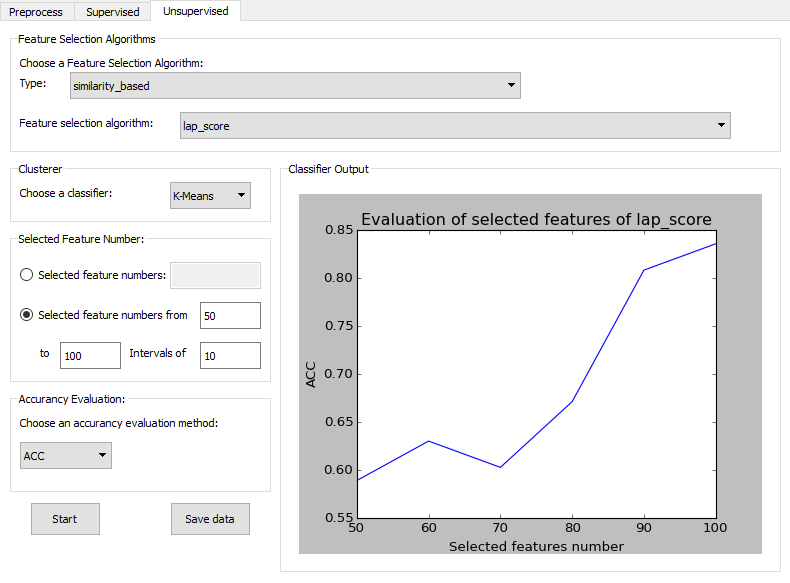 Preprocess Supervised Unsupervised
Feature Selection Algorithms
Choose a Feature Selection Algorithm:
Type: similarity_based
Feature selection algorithm: lap_score
Clusterer
Choose a classifier: K-Means
Selected Feature Number:
Selected feature numbers:
Selected feature numbers from 50
to 100 Intervals of 10
Accurancy Evaluation:
Choose an accurancy evaluation method:
ACC
Start Save data
Classifier Output
Evaluation of selected features of lap_score
0.85
0.80
0.75
0.70
0.65
0.60
0.55
ACC
50 60 70 80 90 100
Selected features number